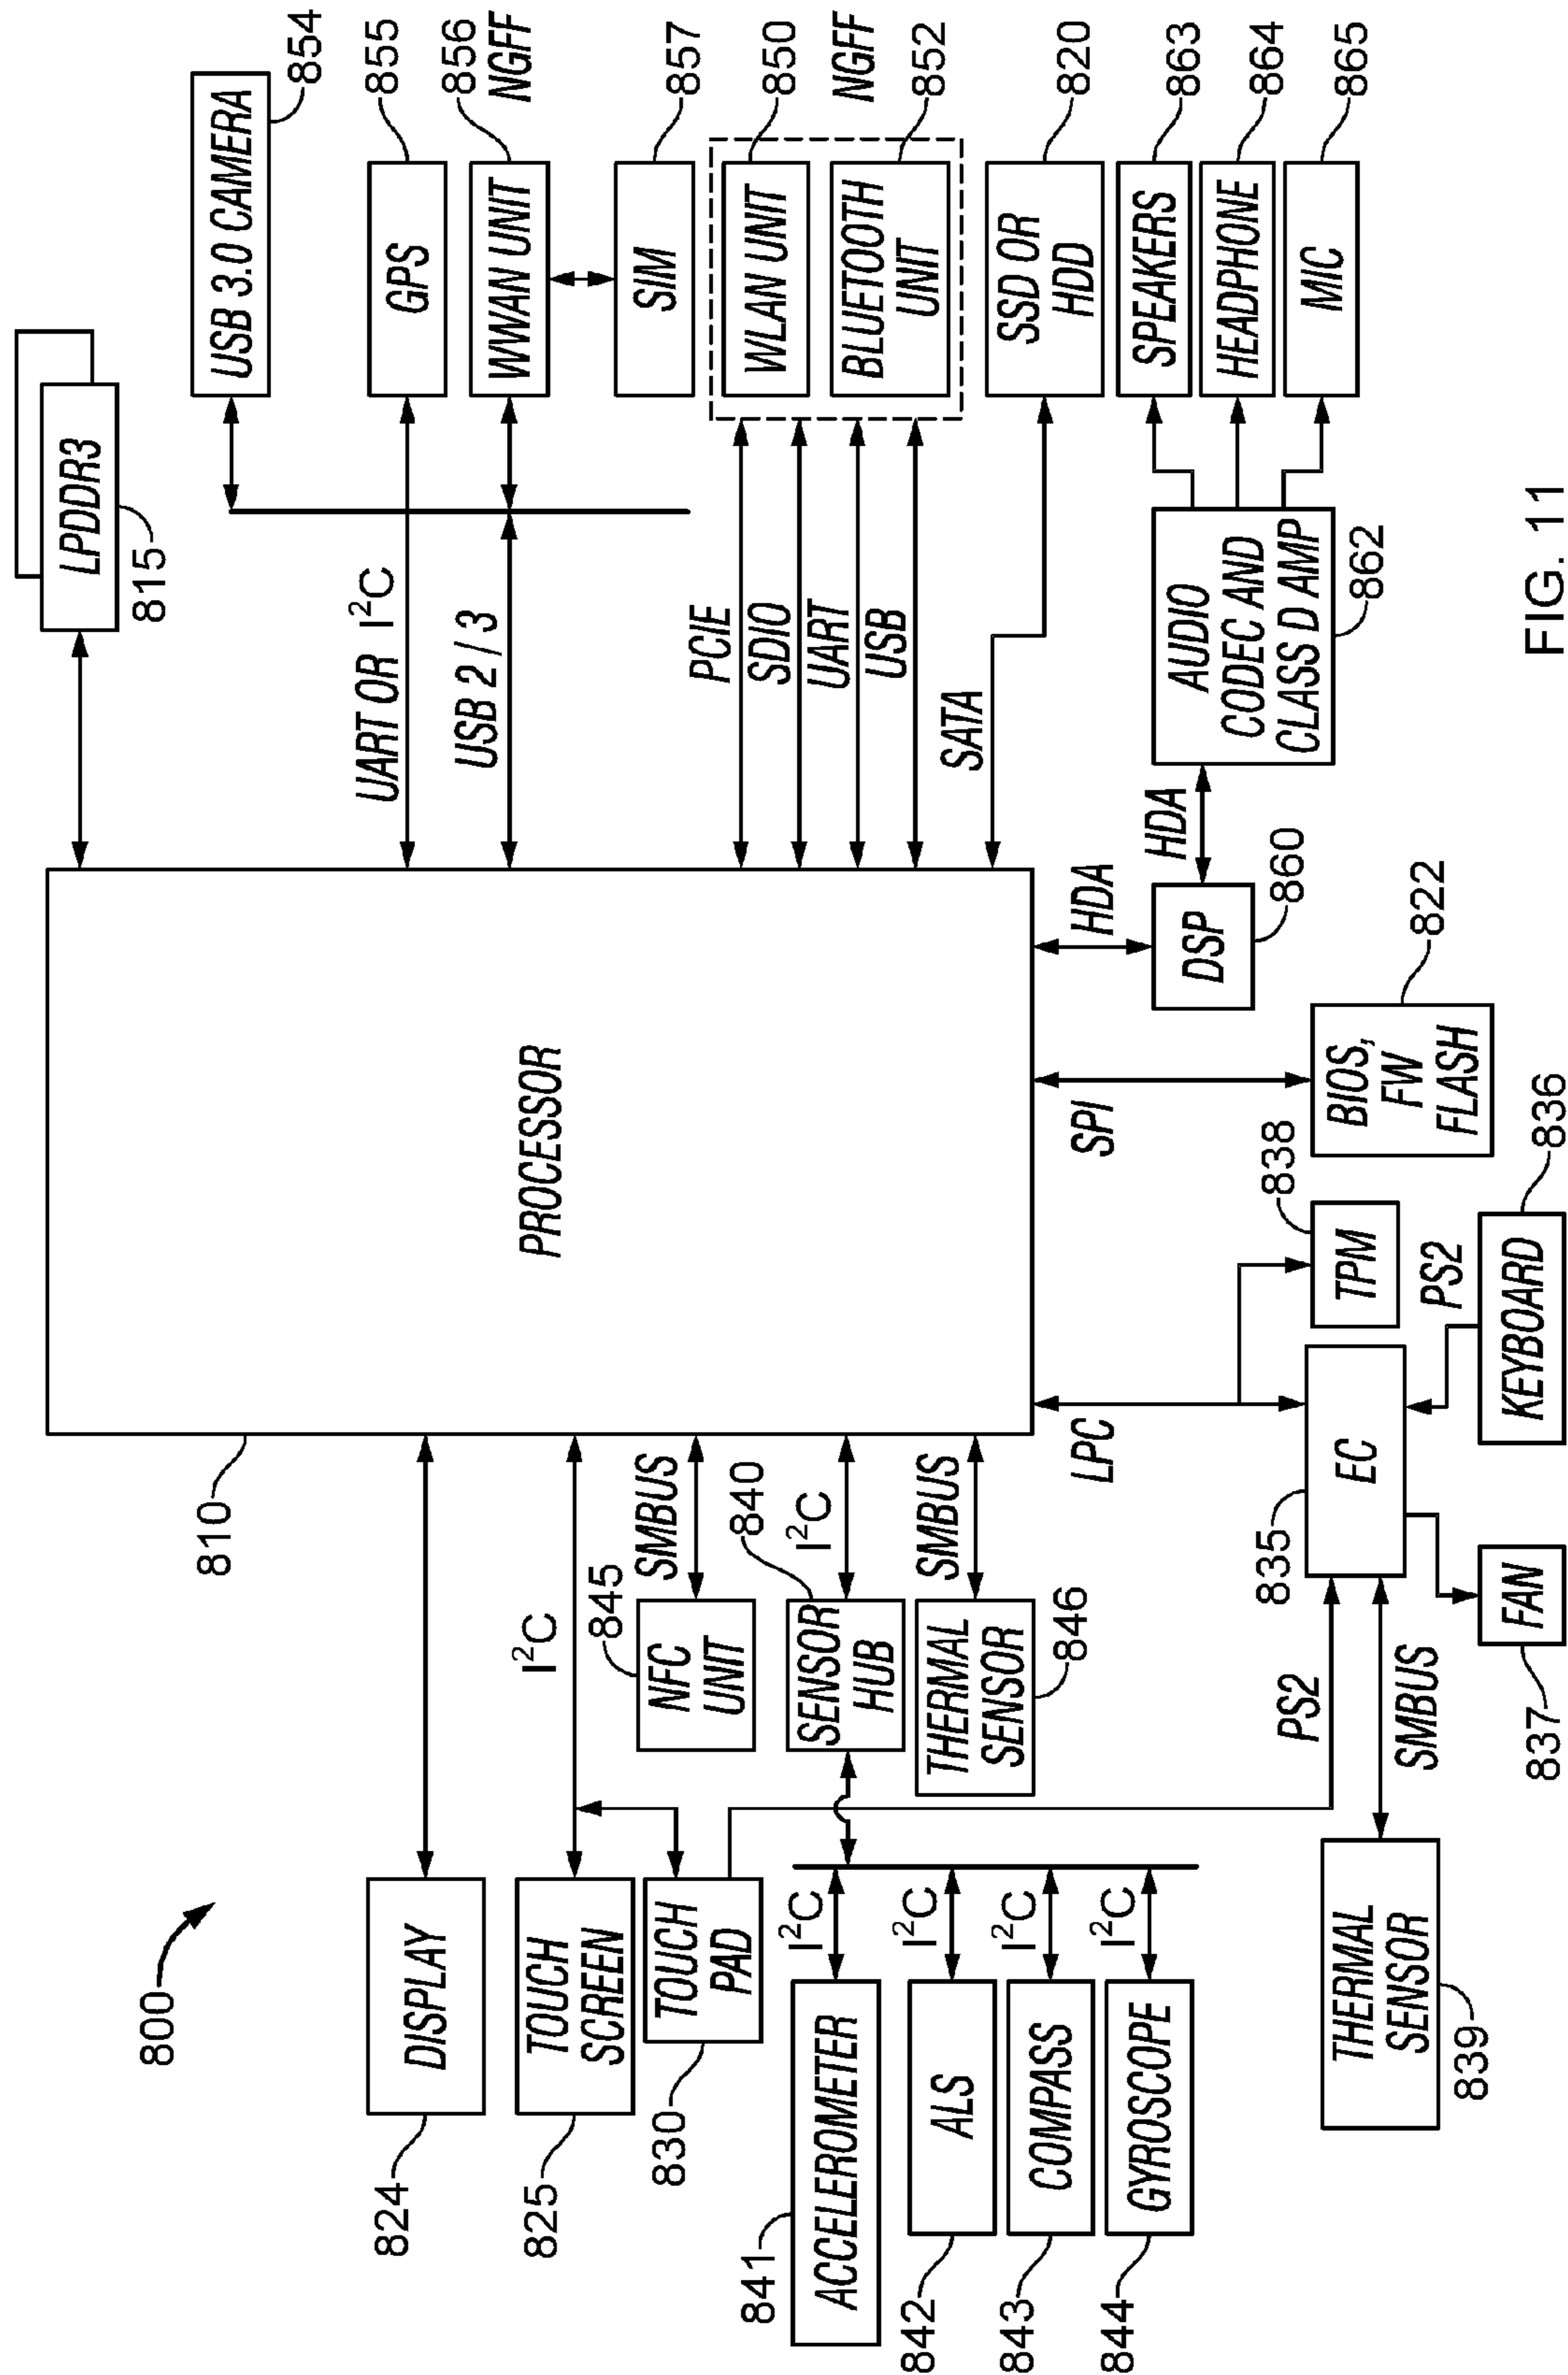 800
LPDDR3
815
USB 3.0 CAMERA
854
810
PROCESSOR
824
DISPLAY
UART OR I²C
GPS
855
825
TOUCH
SCREEN
I²C
USB 2 / 3
WWAN UNIT
856
NGFF
830
TOUCH
PAD
845
NFC
UNIT
SMBUS
SIM
857
PCIE
SDIO
UART
USB
WLAN UNIT
850
BLUETOOTH
UNIT
NGFF
852
840
SENSOR
HUB
I²C
841
ACCELEROMETER
I²C
842
ALS
I²C
843
COMPASS
I²C
844
GYROSCOPE
I²C
THERMAL
SENSOR
846
SMBUS
SATA
SSD OR
HDD
820
LPC
SPI
HDA
DSP
860
HDA
AUDIO
CODEC AND
CLASS D AMP
862
SPEAKERS
863
HEADPHONE
864
MIC
865
PS2
835
EC
TPM
838
BIOS,
FW
FLASH
822
THERMAL
SENSOR
839
SMBUS
PS2
837
FAN
KEYBOARD
836
FIG. 11